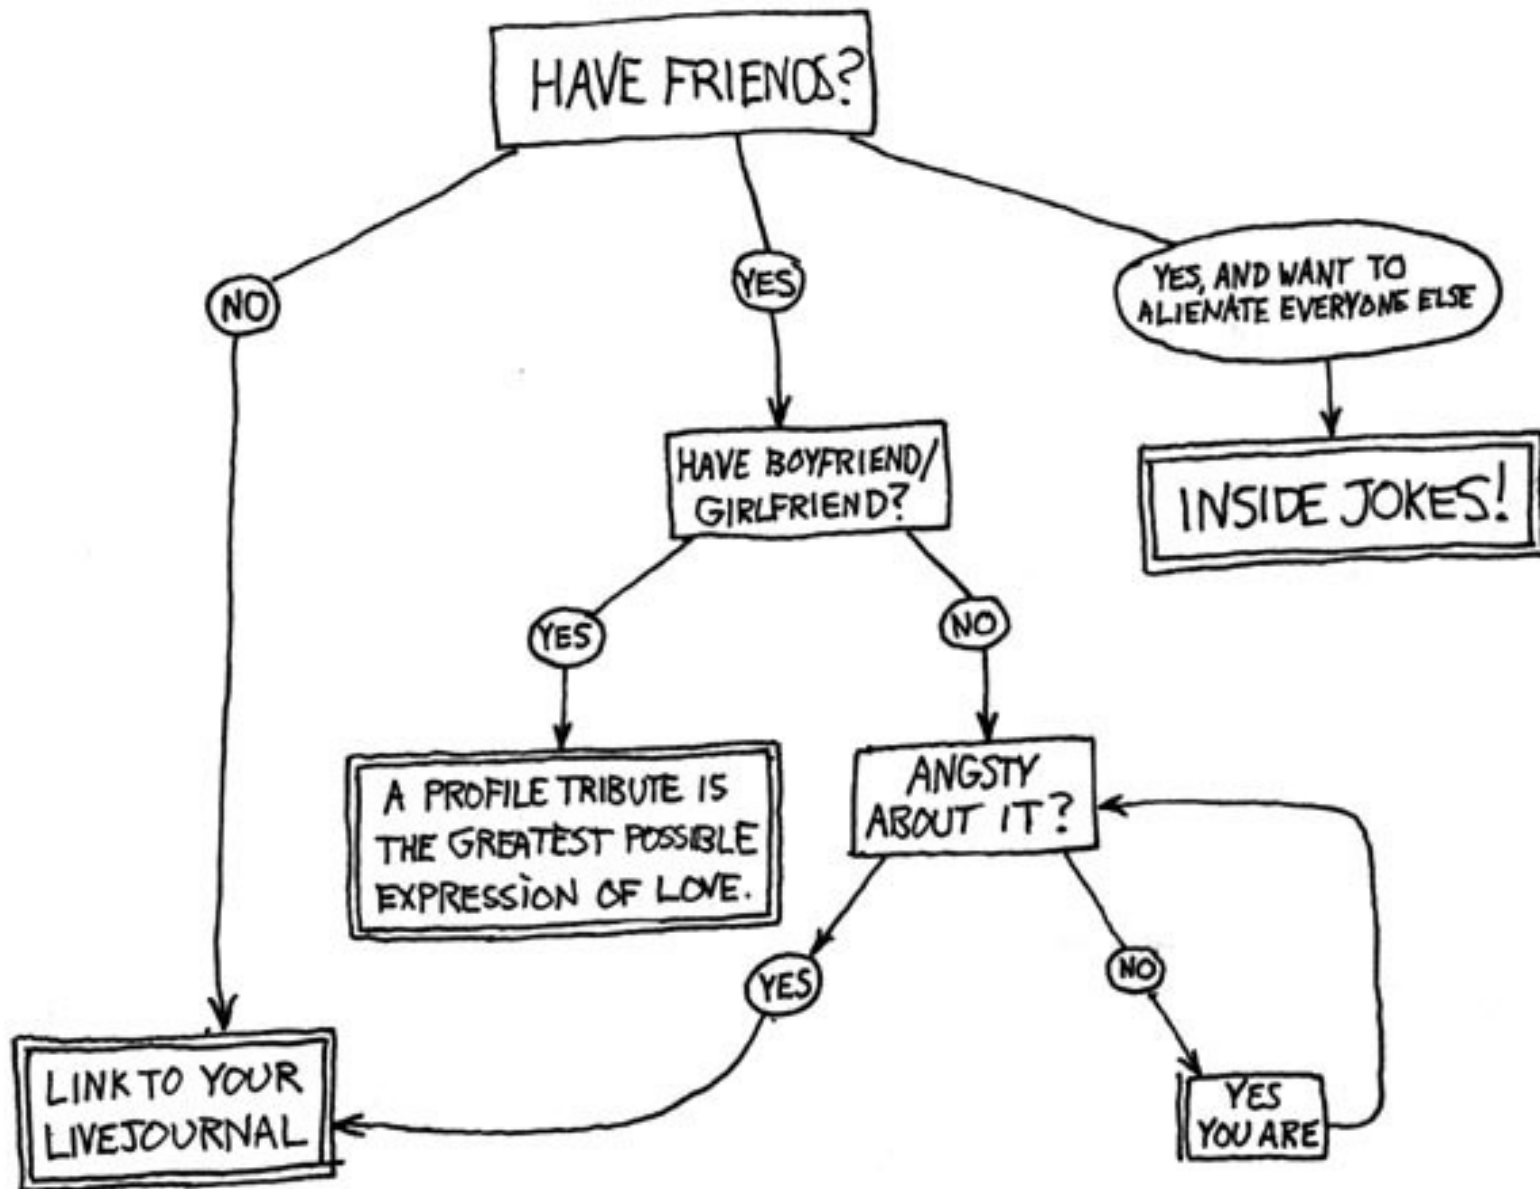 HAVE FRIENDS?
NO
YES
YES, AND WANT TO
ALIENATE EVERYONE ELSE
HAVE BOYFRIEND/
GIRLFRIEND?
INSIDE JOKES!
YES
NO
A PROFILE TRIBUTE IS
THE GREATEST POSSIBLE
EXPRESSION OF LOVE.
ANGSTY
ABOUT IT?
YES
NO
LINK TO YOUR
LIVEJOURNAL
YES
YOU ARE